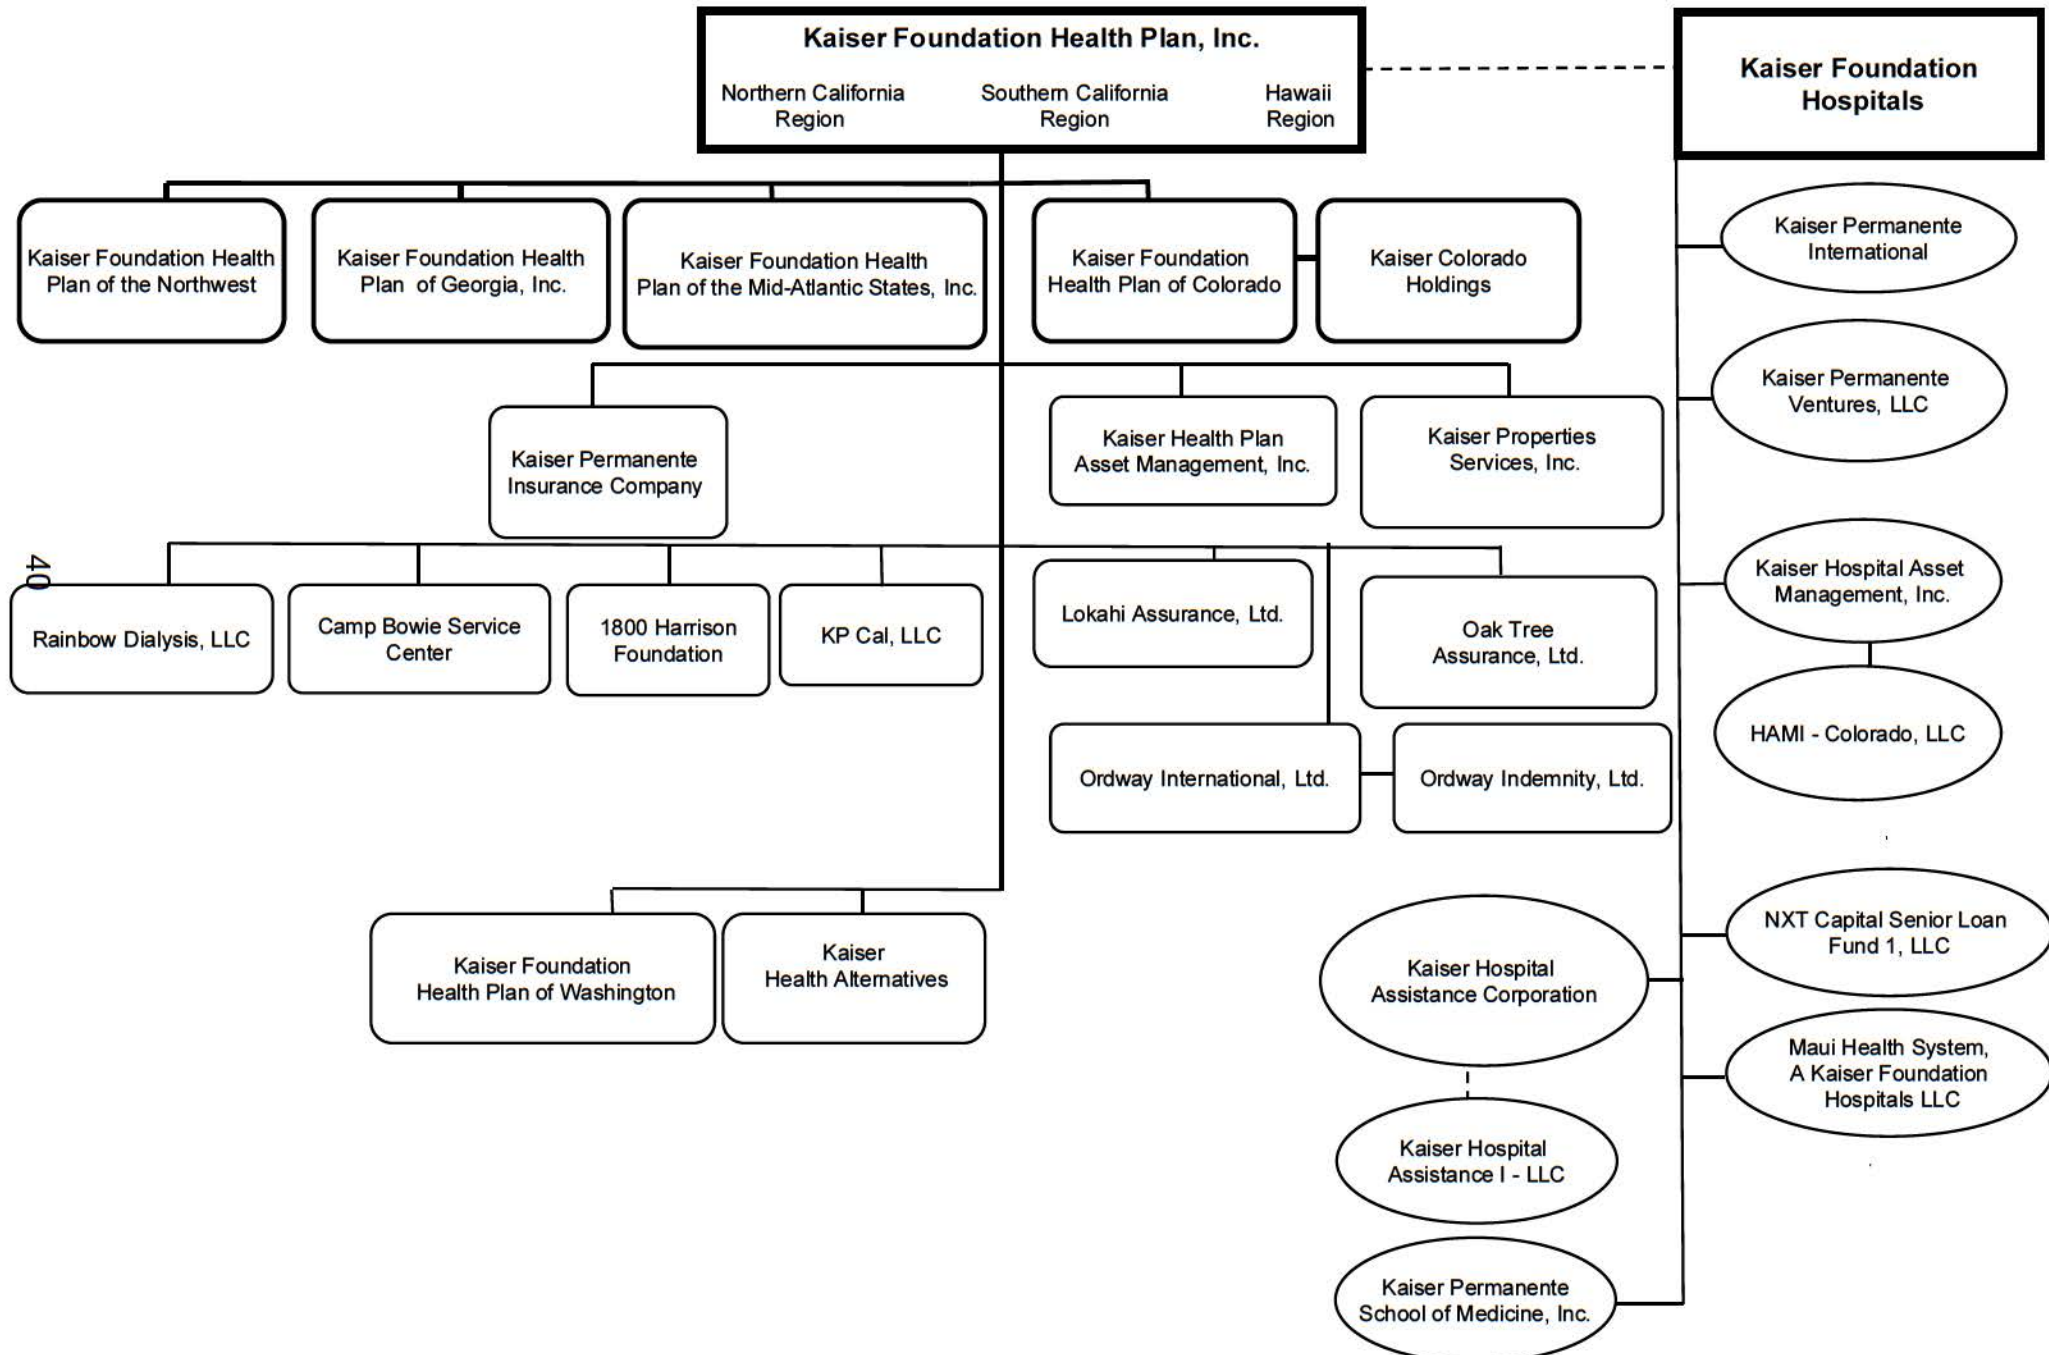 Kaiser Foundation Health Plan, Inc.
Northern California
Region
Southern California
Region
Hawaii
Region
Kaiser Foundation
Hospitals
Kaiser Foundation Health
Plan of the Northwest
Kaiser Foundation Health
Plan of Georgia, Inc.
Kaiser Foundation Health
Plan of the Mid-Atlantic States, Inc.
Kaiser Foundation
Health Plan of Colorado
Kaiser Colorado
Holdings
Kaiser Permanente
International
Kaiser Permanente
Insurance Company
Kaiser Health Plan
Asset Management, Inc.
Kaiser Properties
Services, Inc.
Kaiser Permanente
Ventures, LLC
40
Rainbow Dialysis, LLC
Camp Bowie Service
Center
1800 Harrison
Foundation
KP Cal, LLC
Lokahi Assurance, Ltd.
Oak Tree
Assurance, Ltd.
Kaiser Hospital Asset
Management, Inc.
Ordway International, Ltd.
Ordway Indemnity, Ltd.
HAMI - Colorado, LLC
Kaiser Foundation
Health Plan of Washington
Kaiser
Health Alternatives
Kaiser Hospital
Assistance Corporation
NXT Capital Senior Loan
Fund 1, LLC
Maui Health System,
A Kaiser Foundation
Hospitals LLC
Kaiser Hospital
Assistance I - LLC
Kaiser Permanente
School of Medicine, Inc.